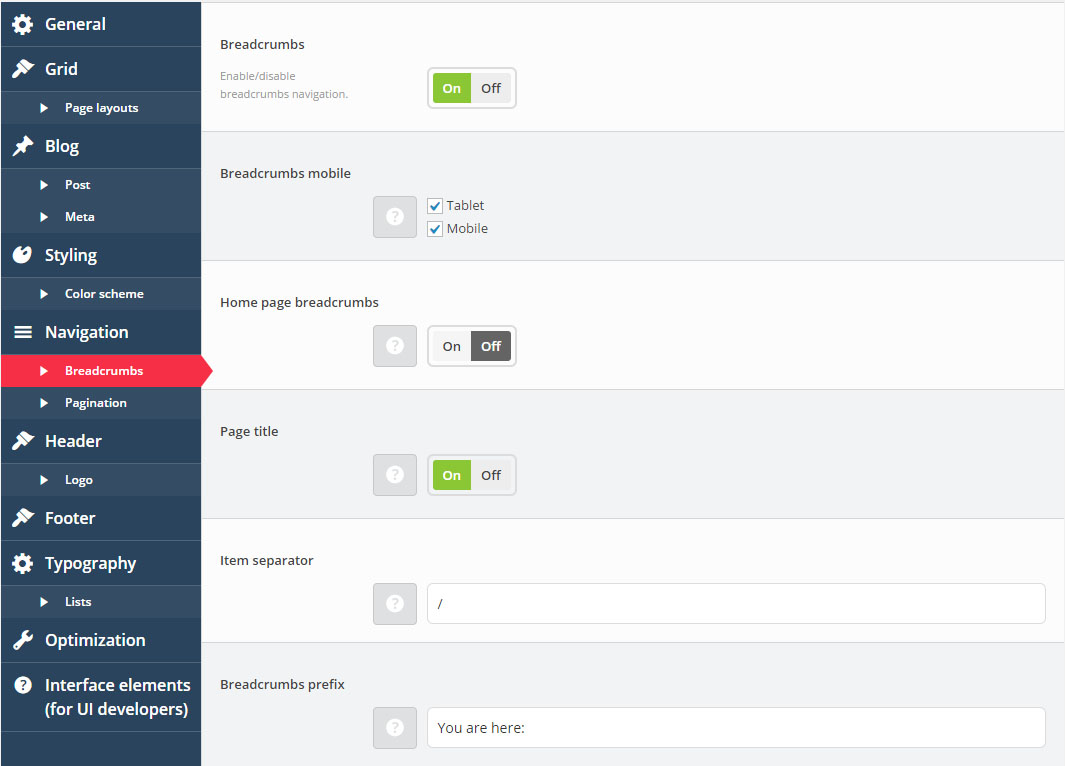 General
Grid
Page layouts
Blog
Post
Meta
Styling
Color scheme
Navigation
Breadcrumbs
Pagination
Header
Logo
Footer
Typography
Lists
Optimization
Interface elements
(for UI developers)
Breadcrumbs
Enable/disable
breadcrumbs navigation.
On Off
Breadcrumbs mobile
? Tablet
Mobile
Home page breadcrumbs
? On Off
Page title
? On Off
Item separator
? /
Breadcrumbs prefix
? You are here: